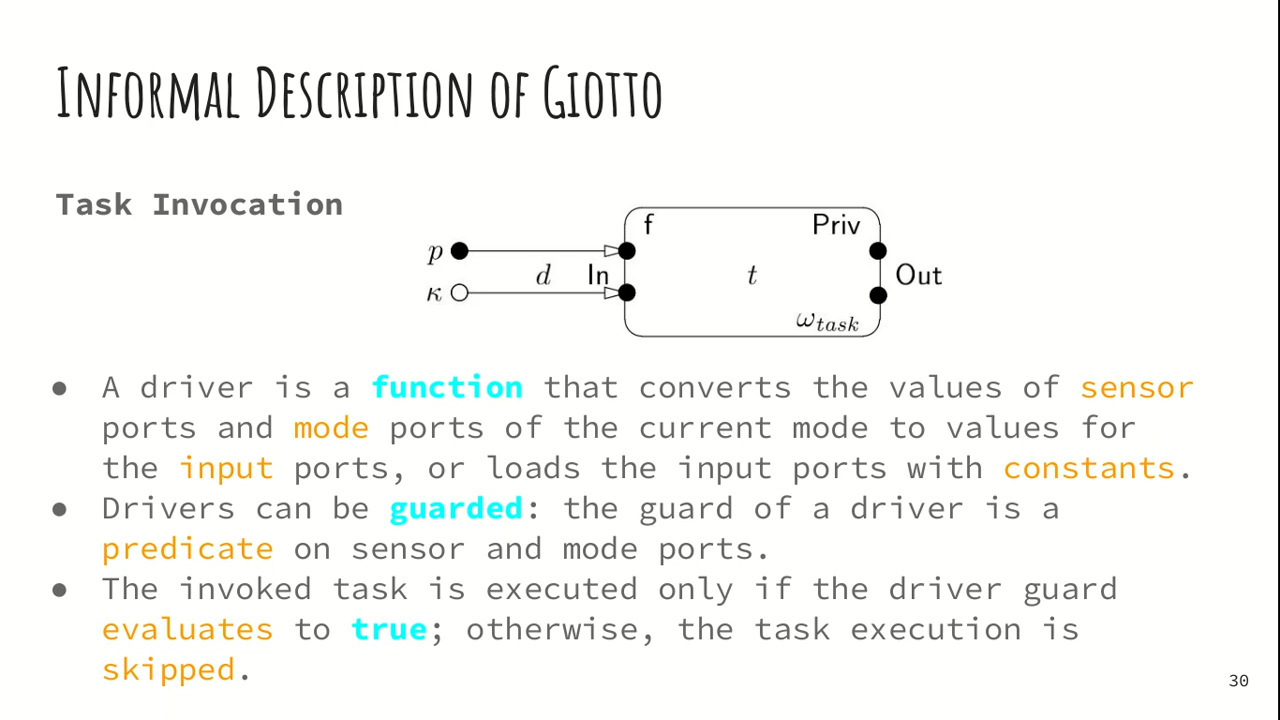 Informal Description of Giotto
Task Invocation
f
Priv
p
d
In
t
Out
κ
ω_task
● A driver is a function that converts the values of sensor
ports and mode ports of the current mode to values for
the input ports, or loads the input ports with constants.
● Drivers can be guarded: the guard of a driver is a
predicate on sensor and mode ports.
● The invoked task is executed only if the driver guard
evaluates to true; otherwise, the task execution is
skipped.
30